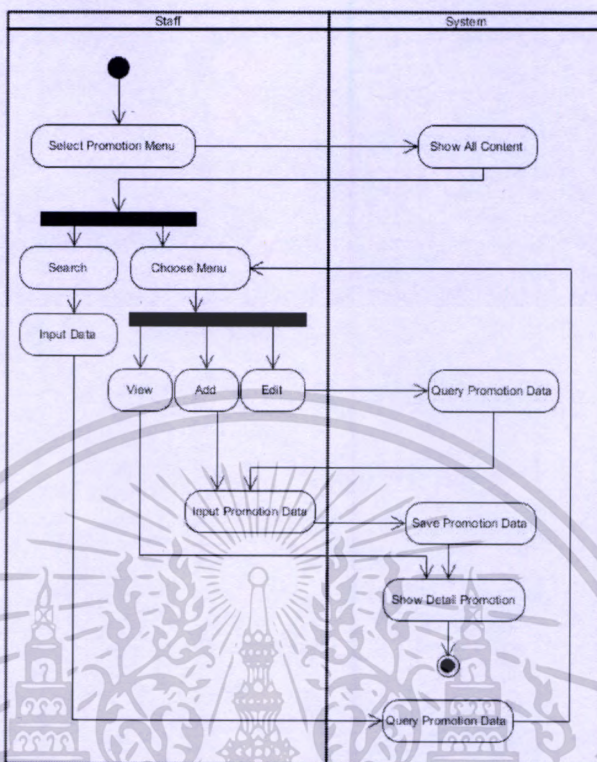 Staff
System
Select Promotion Menu
Show All Content
Search
Choose Menu
Input Data
View
Add
Edit
Query Promotion Data
Input Promotion Data
Save Promotion Data
Show Detail Promotion
Query Promotion Data